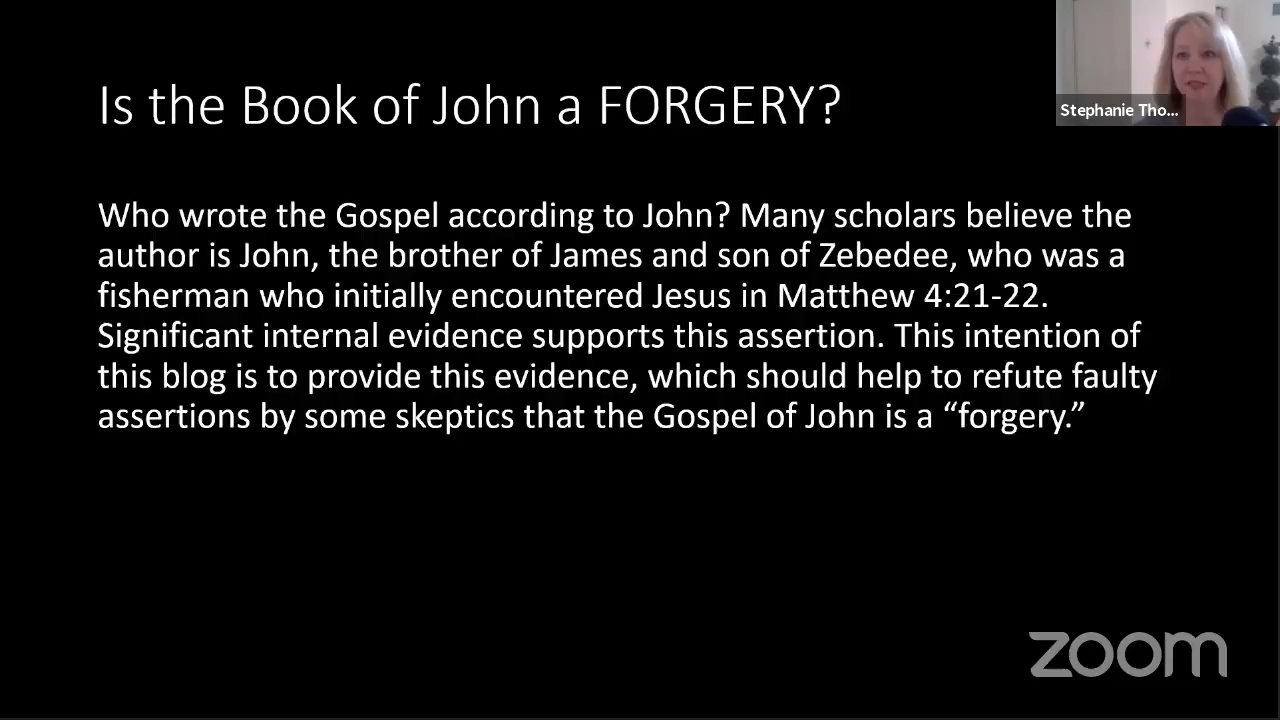 Is the Book of John a FORGERY?
Stephanie Tho...
Who wrote the Gospel according to John? Many scholars believe the
author is John, the brother of James and son of Zebedee, who was a
fisherman who initially encountered Jesus in Matthew 4:21-22.
Significant internal evidence supports this assertion. This intention of
this blog is to provide this evidence, which should help to refute faulty
assertions by some skeptics that the Gospel of John is a “forgery.”
zoom